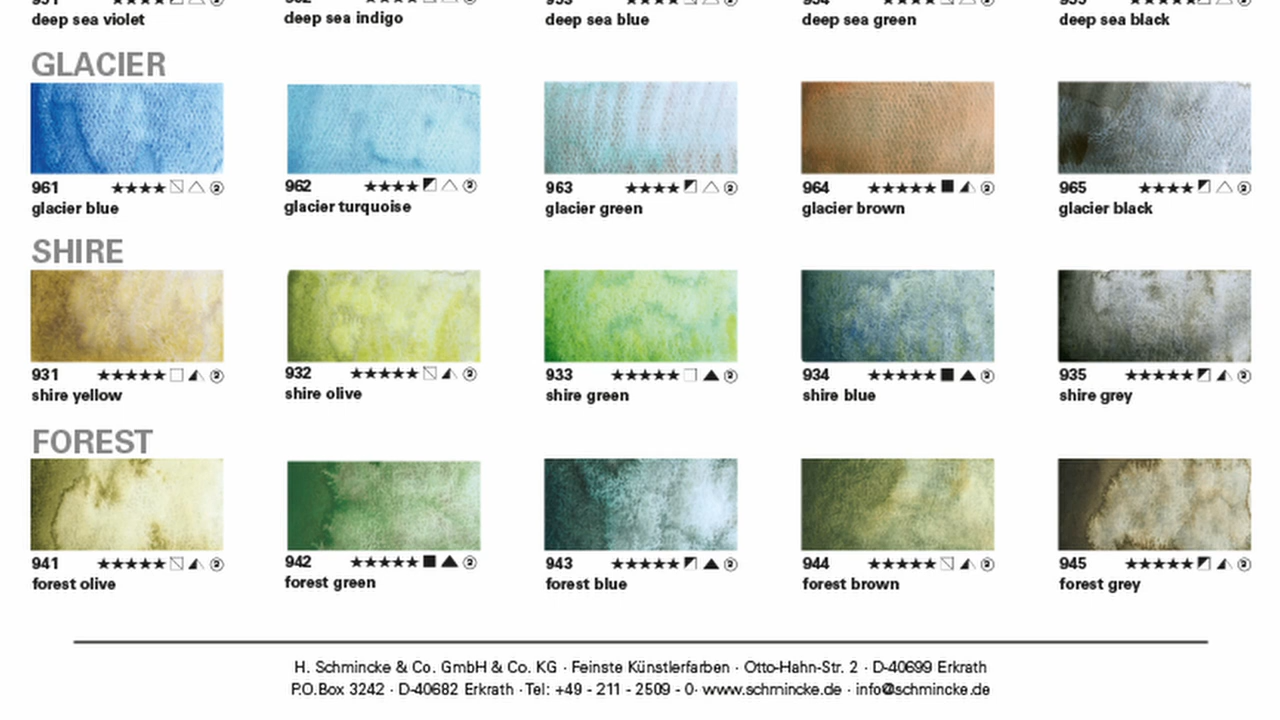 deep sea violet deep sea indigo deep sea blue deep sea green deep sea black
GLACIER
961 ★★★★ 962 ★★★★ 963 ★★★★ 964 ★★★★★ 965 ★★★★
glacier blue glacier turquoise glacier green glacier brown glacier black
SHIRE
931 ★★★★★ 932 ★★★★★ 933 ★★★★★ 934 ★★★★★ 935 ★★★★★
shire yellow shire olive shire green shire blue shire grey
FOREST
941 ★★★★★ 942 ★★★★★ 943 ★★★★★ 944 ★★★★★ 945 ★★★★★
forest olive forest green forest blue forest brown forest grey
H. Schmincke & Co. GmbH & Co. KG · Feinste Künstlerfarben · Otto-Hahn-Str. 2 · D-40699 Erkrath
P.O.Box 3242 · D-40682 Erkrath · Tel: +49 - 211 - 2509 - 0· www.schmincke.de · info@schmincke.de